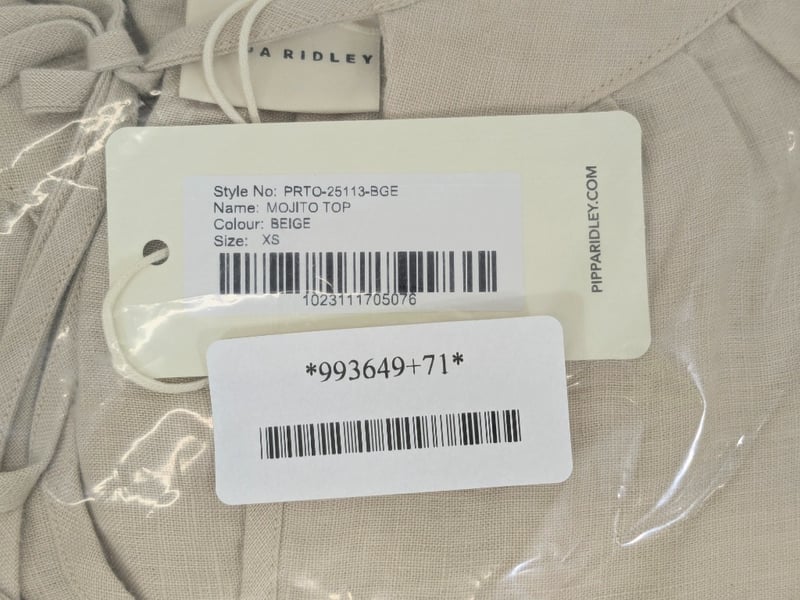 PA RIDLEY
Style No: PRTO-25113-BGE
Name: MOJITO TOP
Colour: BEIGE
Size: XS
1023111705076
PIPPARIDLEY.COM
*993649+71*